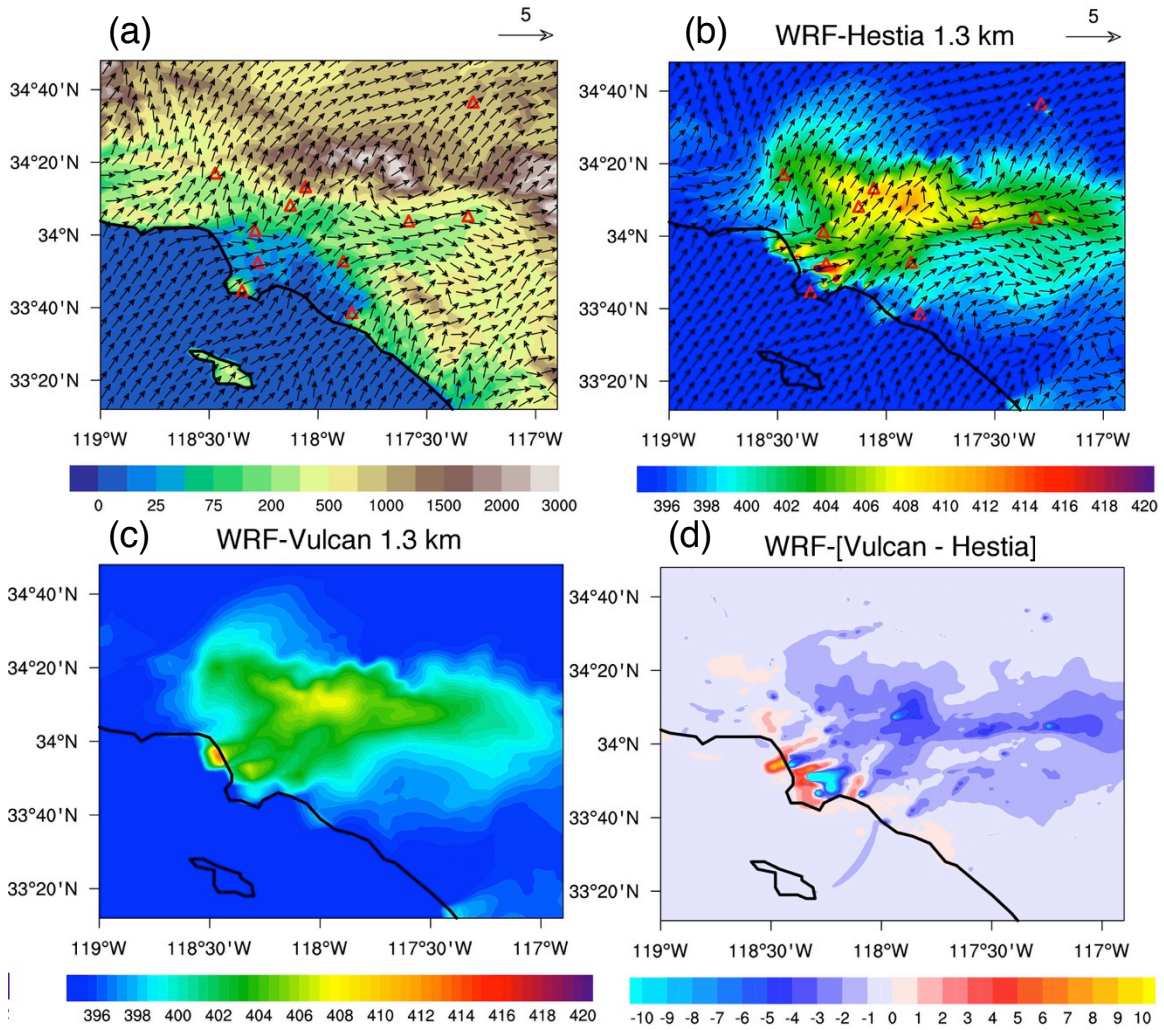 (a)
5
34°40'N
34°20'N
34°N
33°40'N
33°20'N
119°W
118°30'W
118°W
117°30'W
117°W
0 25 75 200 500 1000 1500 2000 3000
(b)
WRF-Hestia 1.3 km
5
34°40'N
34°20'N
34°N
33°40'N
33°20'N
119°W
118°30'W
118°W
117°30'W
117°W
396 398 400 402 404 406 408 410 412 414 416 418 420
(c)
WRF-Vulcan 1.3 km
34°40'N
34°20'N
34°N
33°40'N
33°20'N
119°W
118°30'W
118°W
117°30'W
117°W
396 398 400 402 404 406 408 410 412 414 416 418 420
(d)
WRF-[Vulcan - Hestia]
34°40'N
34°20'N
34°N
33°40'N
33°20'N
119°W
118°30'W
118°W
117°30'W
117°W
-10 -9 -8 -7 -6 -5 -4 -3 -2 -1 0 1 2 3 4 5 6 7 8 9 10